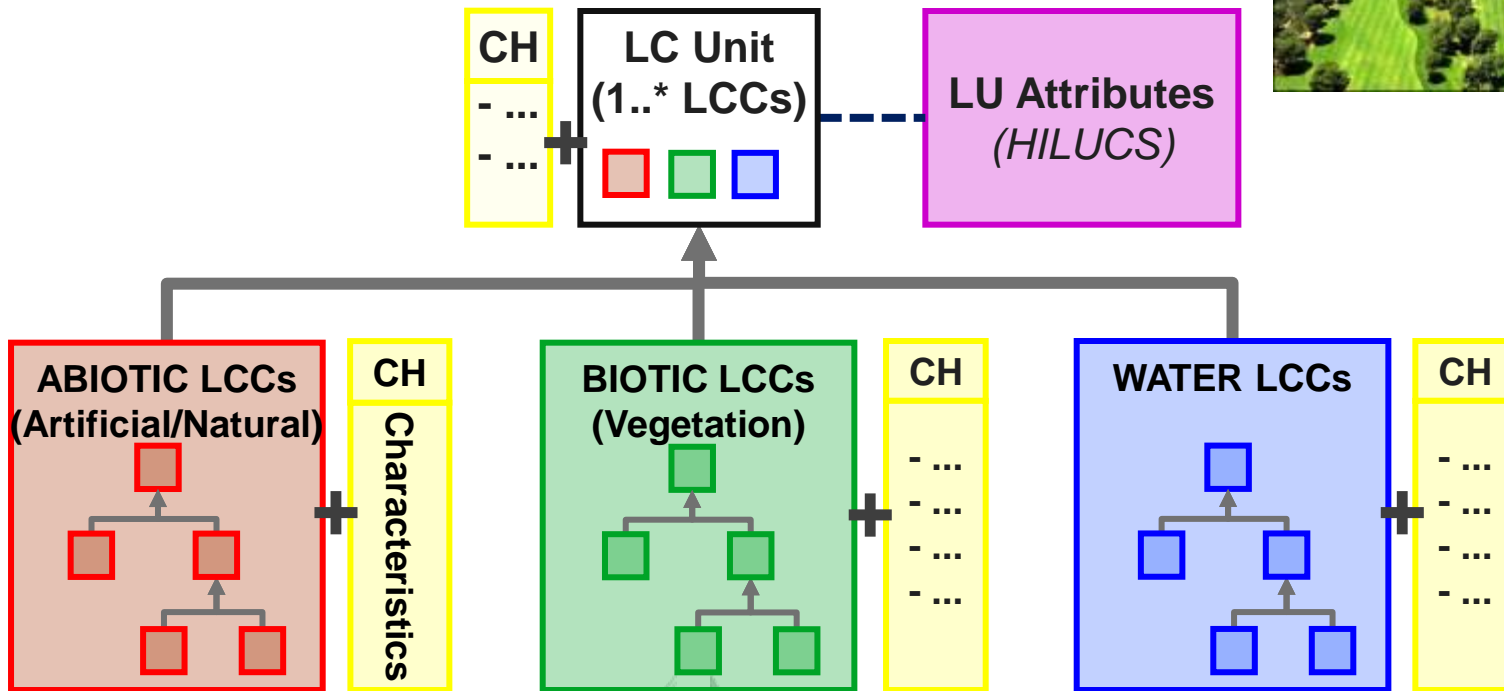 CH
- ...
- ...
LC Unit
(1..* LCCs)
LU Attributes
(HILUCS)
ABIOTIC LCCs
(Artificial/Natural)
CH
Characteristics
BIOTIC LCCs
(Vegetation)
CH
- ...
- ...
- ...
- ...
WATER LCCs
CH
- ...
- ...
- ...
- ...